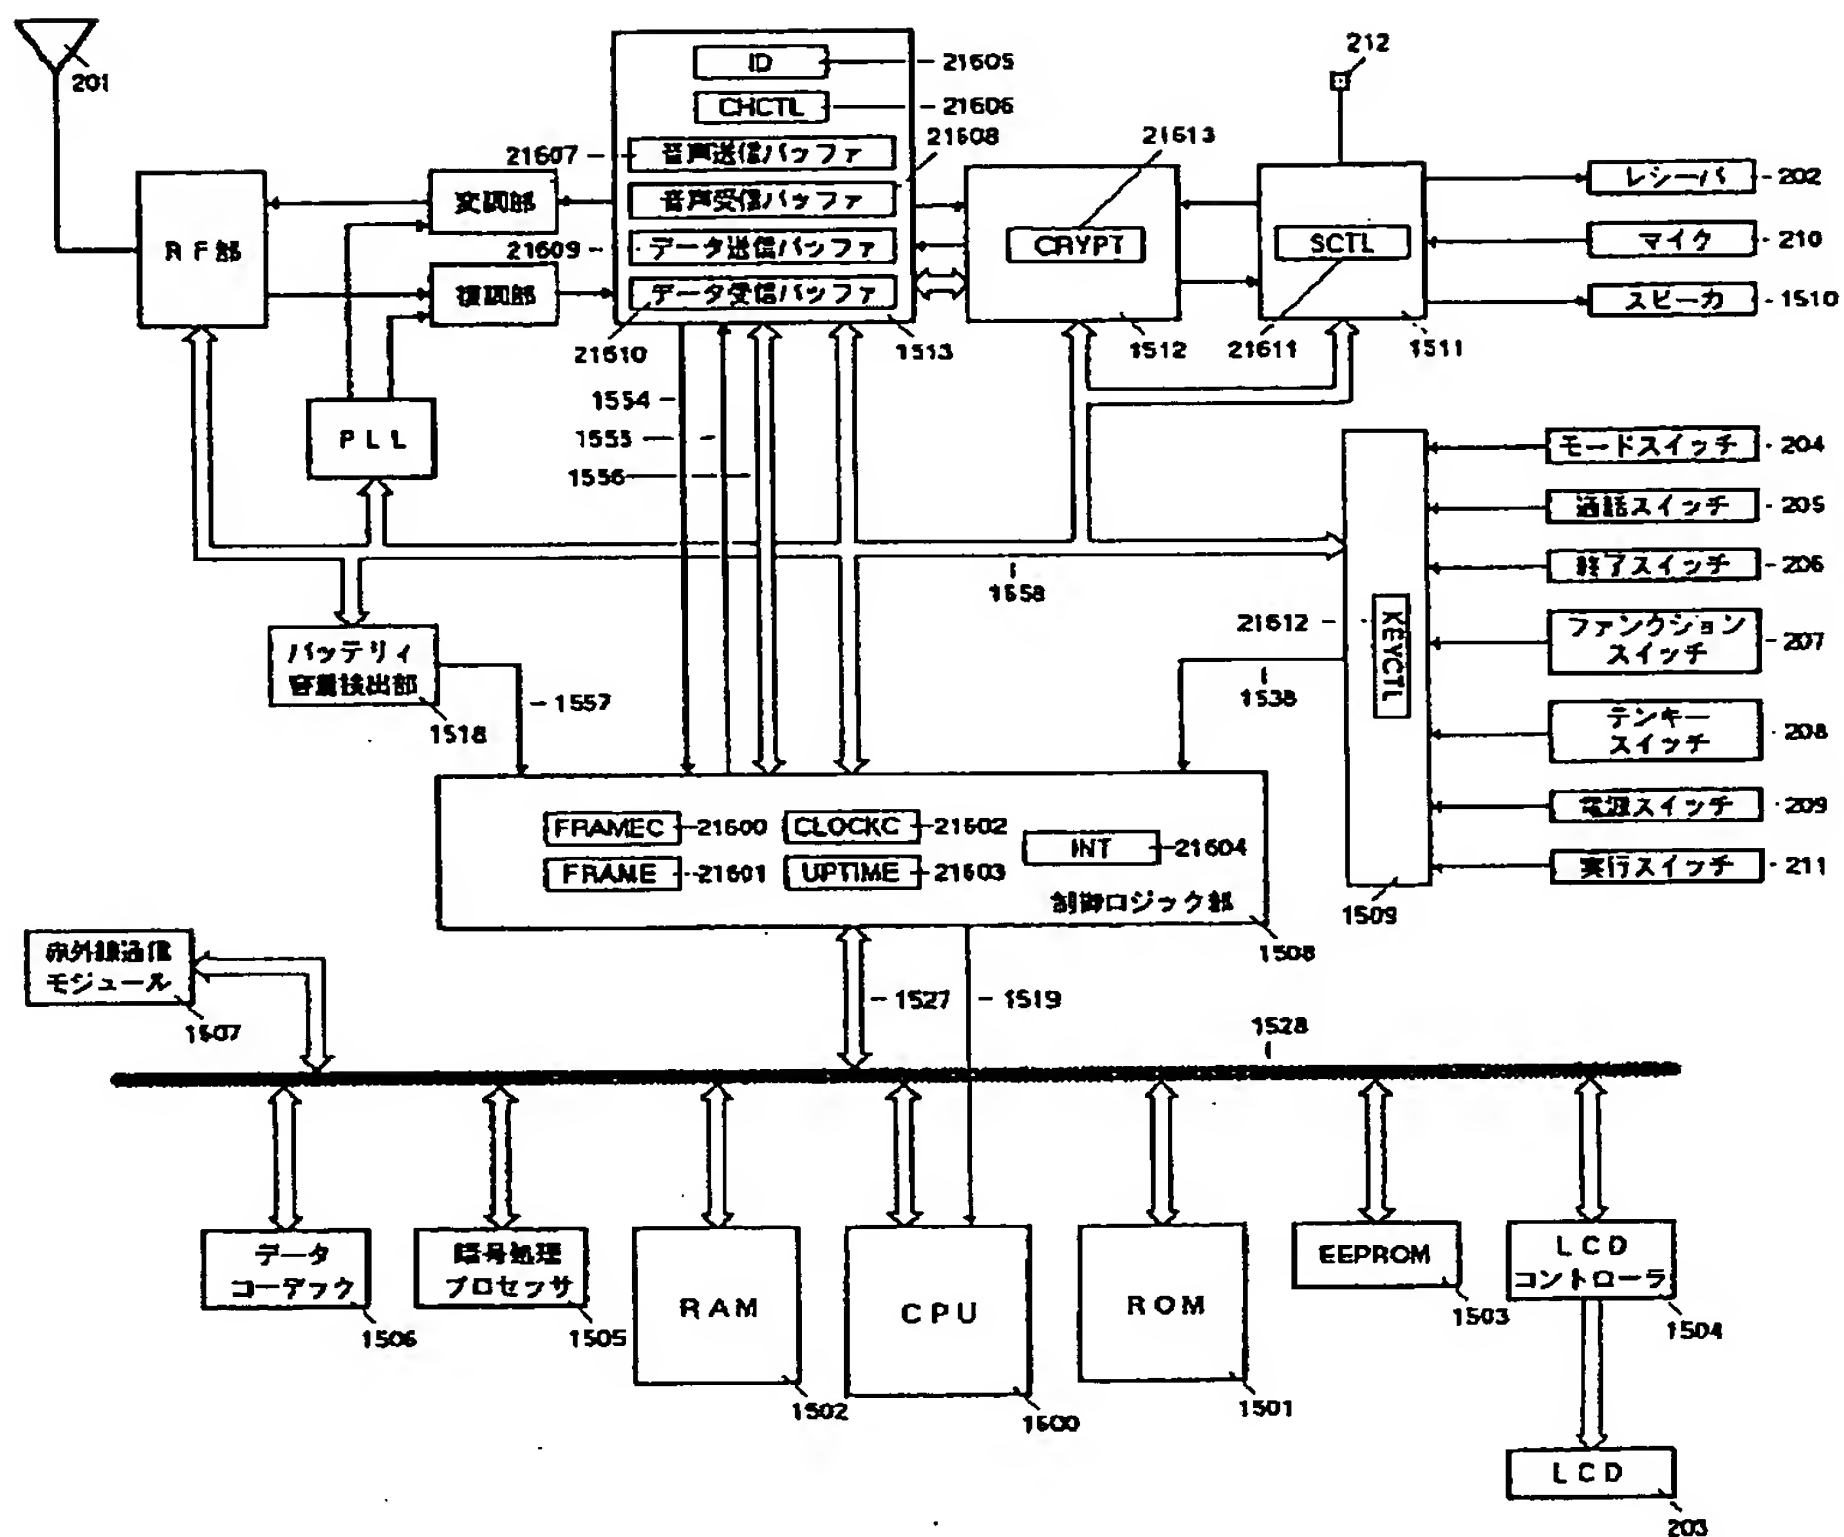 201
212
ID
21605
CHCTL
21606
21607
音声送信バッファ
21608
音声受信バッファ
21609
データ送信バッファ
データ受信バッファ
21610
1513
RF部
変調部
復調部
PLL
21613
CRYPT
1512
SCTL
21611
1511
レシーバ
202
マイク
210
スピーカ
1510
1554
1555
1556
1558
モードスイッチ
204
通話スイッチ
205
終了スイッチ
206
ファンクション
スイッチ
207
テンキー
スイッチ
208
電源スイッチ
209
実行スイッチ
211
21612
KEYCTL
1509
1538
バッテリィ
容量検出部
1518
1557
FRAMEC
21600
CLOCKC
21602
FRAME
21601
UPTIME
21603
INT
21604
制御ロジック部
1508
赤外線通信
モジュール
1507
1527
1519
1528
データ
コーデック
1506
暗号処理
プロセッサ
1505
RAM
1502
CPU
1500
ROM
1501
EEPROM
1503
LCD
コントローラ
1504
LCD
203